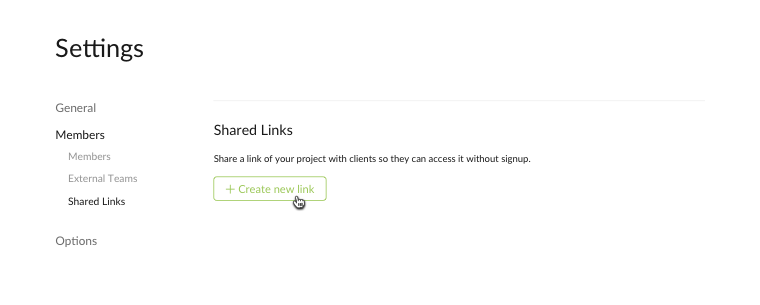 Settings
General
Members
Members
External Teams
Shared Links
Options
Shared Links
Share a link of your project with clients so they can access it without signup.
+ Create new link